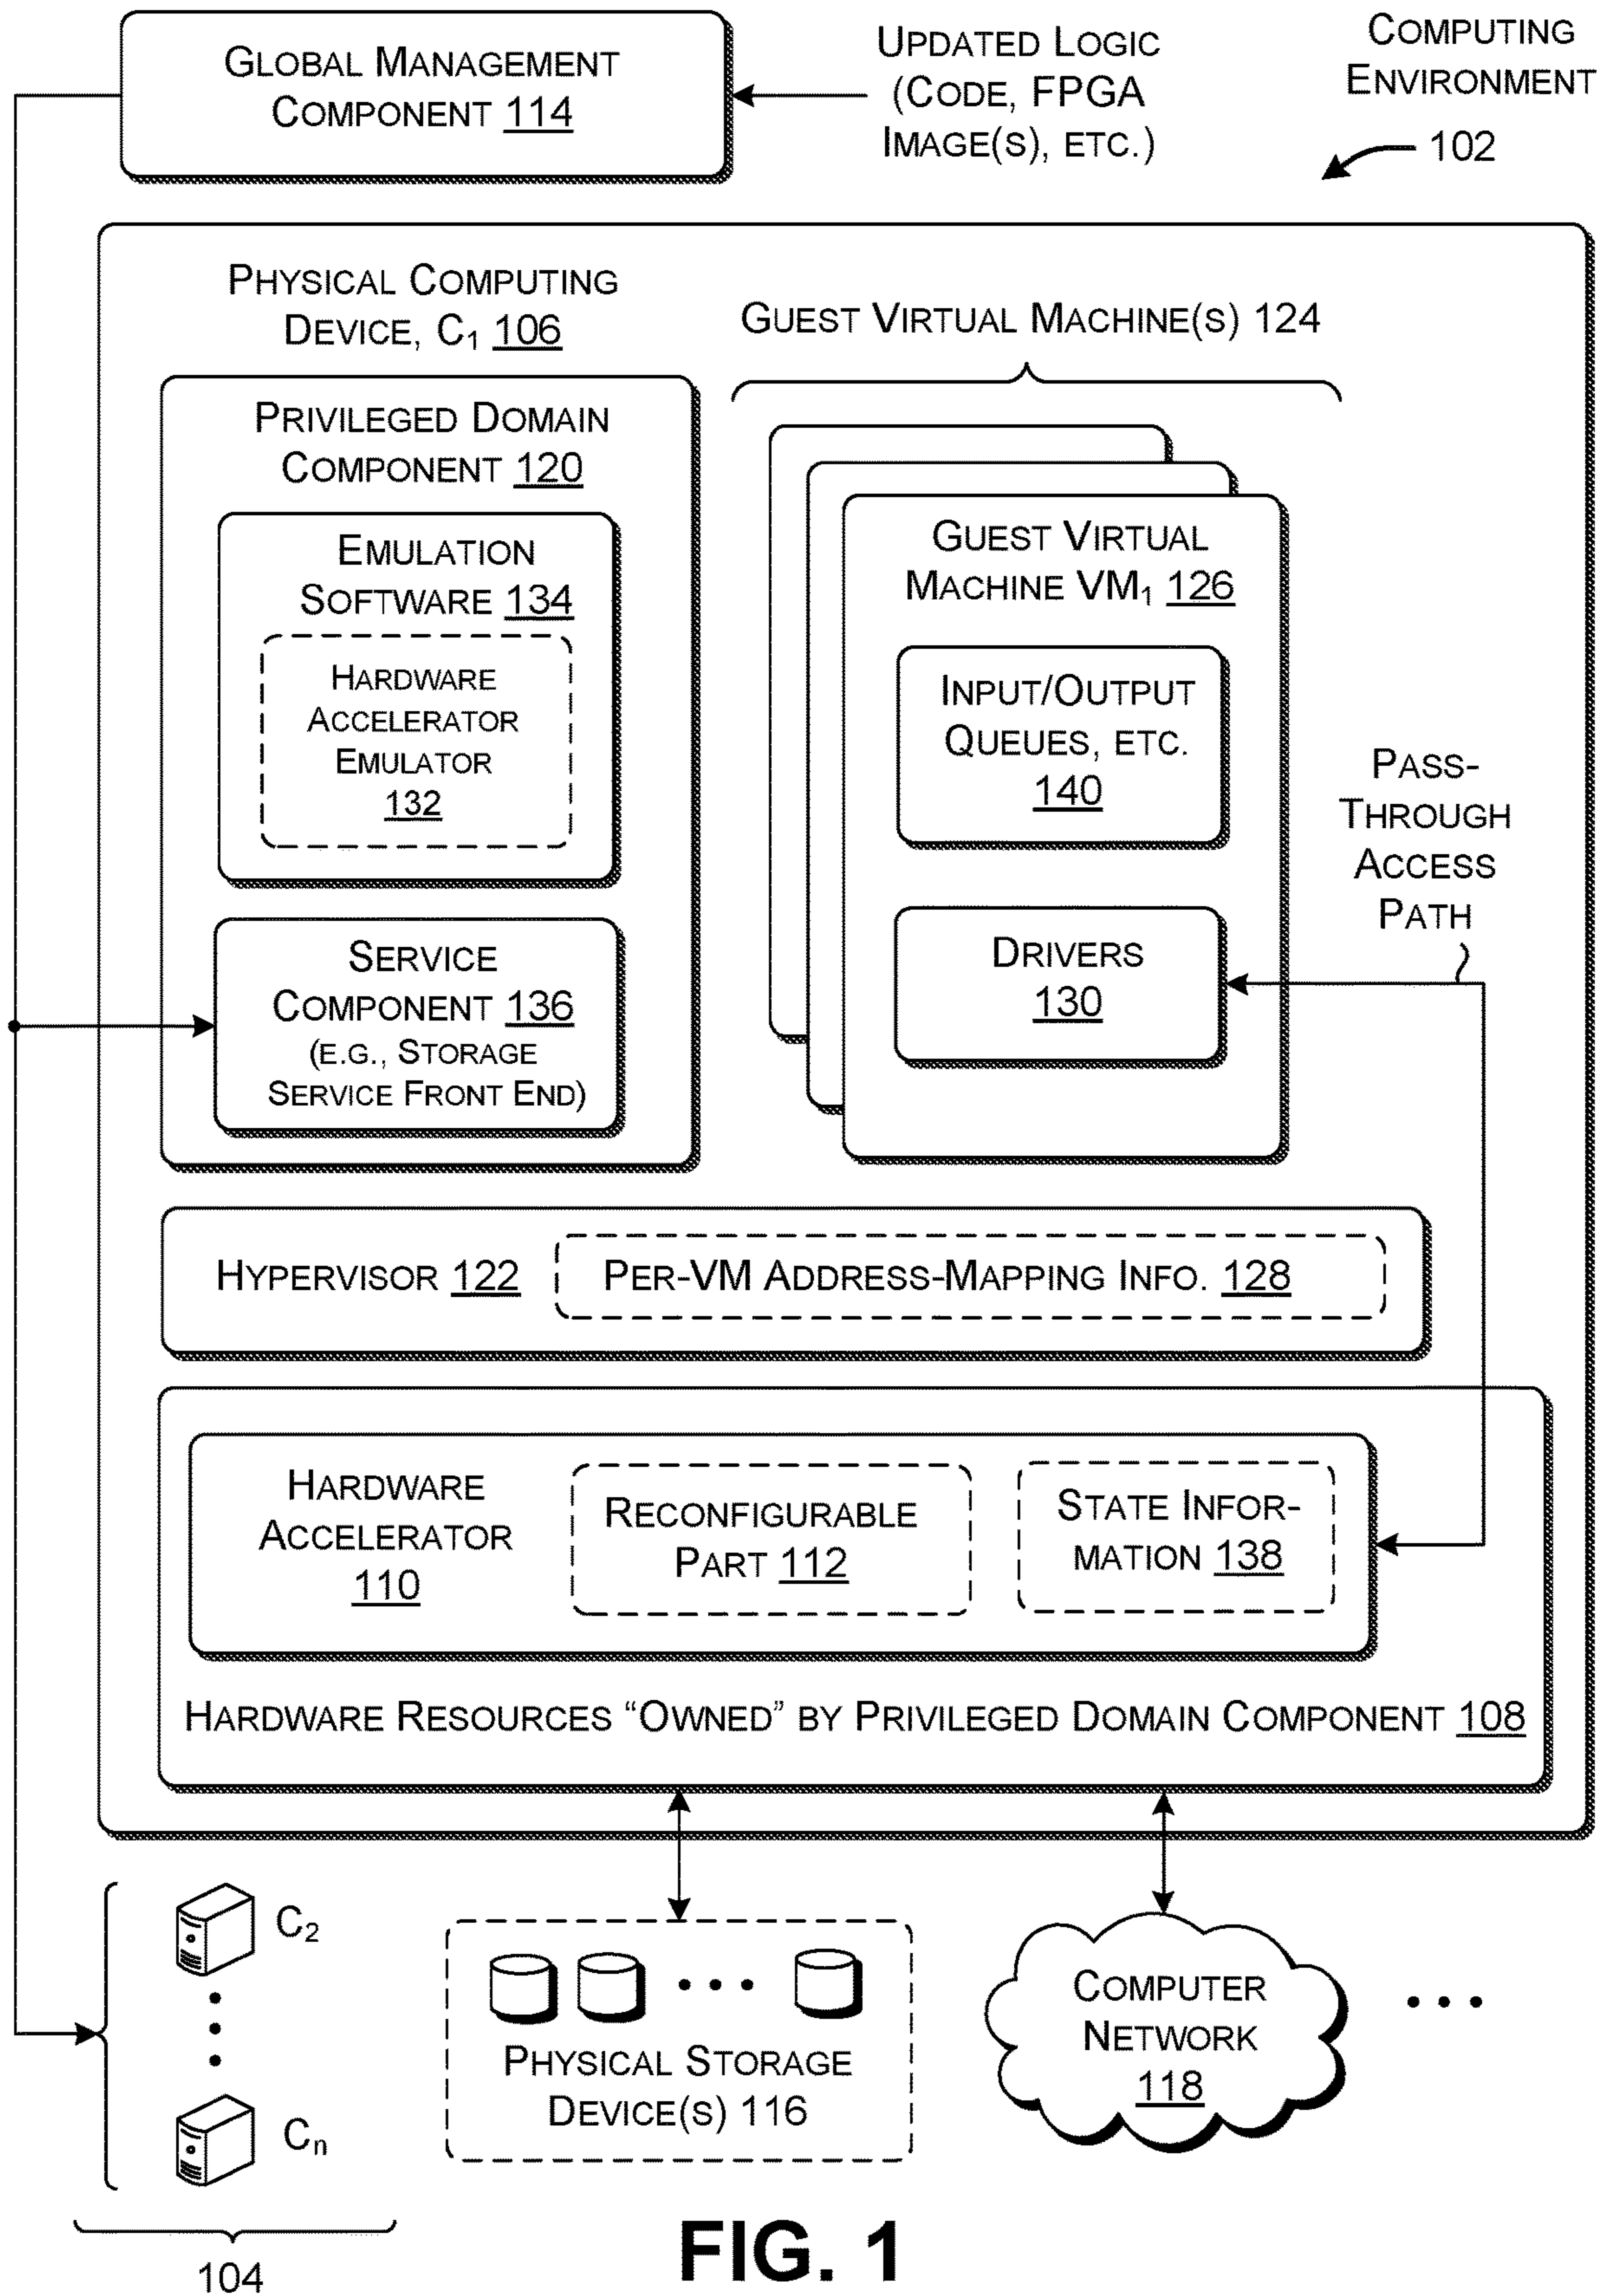 GLOBAL MANAGEMENT
COMPONENT 114
UPDATED LOGIC
(CODE, FPGA
IMAGE(S), ETC.)
COMPUTING
ENVIRONMENT
102
PHYSICAL COMPUTING
DEVICE, C1 106
GUEST VIRTUAL MACHINE(S) 124
PRIVILEGED DOMAIN
COMPONENT 120
EMULATION
SOFTWARE 134
HARDWARE
ACCELERATOR
EMULATOR
132
SERVICE
COMPONENT 136
(E.G., STORAGE
SERVICE FRONT END)
GUEST VIRTUAL
MACHINE VM1 126
INPUT/OUTPUT
QUEUES, ETC.
140
DRIVERS
130
PASS-
THROUGH
ACCESS
PATH
HYPERVISOR 122
PER-VM ADDRESS-MAPPING INFO. 128
HARDWARE
ACCELERATOR
110
RECONFIGURABLE
PART 112
STATE INFOR-
MATION 138
HARDWARE RESOURCES “OWNED” BY PRIVILEGED DOMAIN COMPONENT 108
C2
Cn
104
PHYSICAL STORAGE
DEVICE(S) 116
COMPUTER
NETWORK
118
FIG. 1